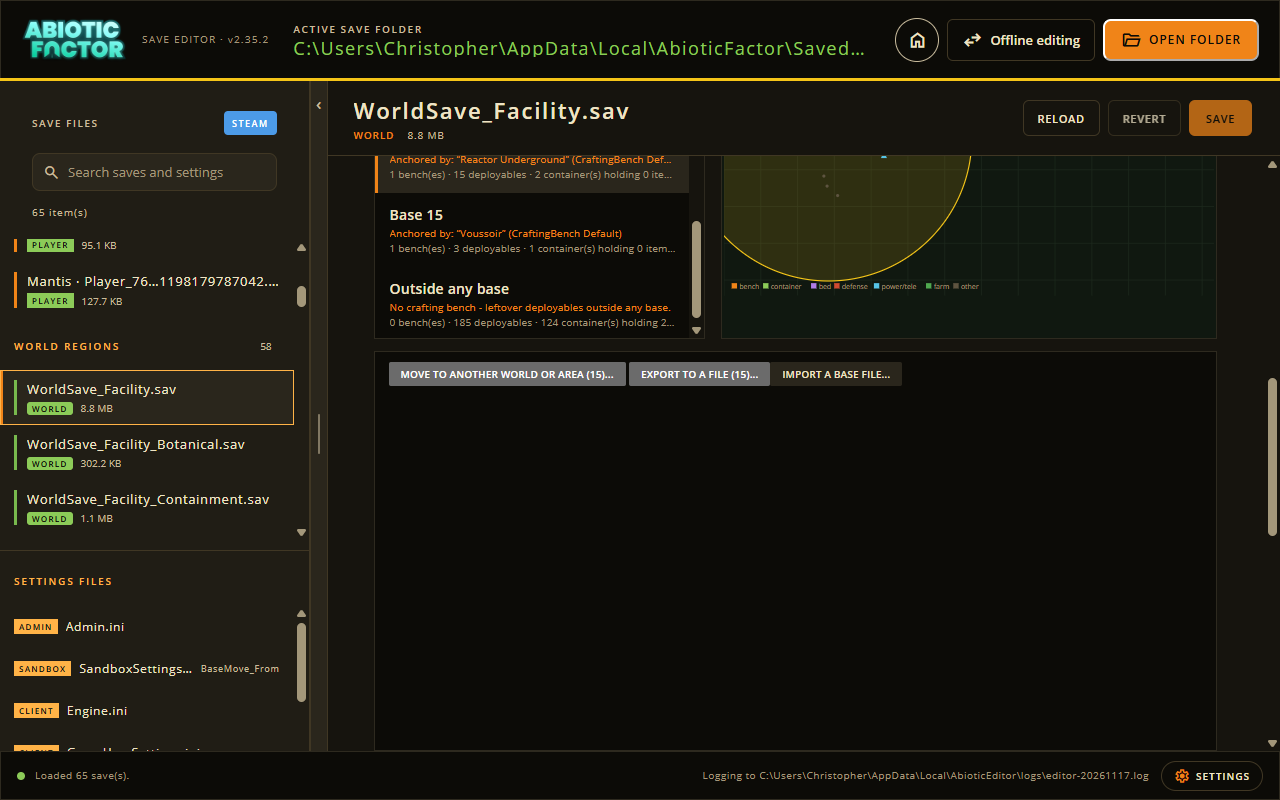 ABIOTIC FACTOR
SAVE EDITOR · v2.35.2
ACTIVE SAVE FOLDER
C:\Users\Christopher\AppData\Local\AbioticFactor\Saved…
Offline editing
OPEN FOLDER
SAVE FILES
STEAM
Search saves and settings
65 item(s)
PLAYER 95.1 KB
Mantis · Player_76…1198179787042.…
PLAYER 127.7 KB
WORLD REGIONS 58
WorldSave_Facility.sav
WORLD 8.8 MB
WorldSave_Facility_Botanical.sav
WORLD 302.2 KB
WorldSave_Facility_Containment.sav
WORLD 1.1 MB
SETTINGS FILES
ADMIN Admin.ini
SANDBOX SandboxSettings… BaseMove_From
CLIENT Engine.ini
WorldSave_Facility.sav
WORLD 8.8 MB
RELOAD
REVERT
SAVE
Anchored by: "Reactor Underground" (CraftingBench Def…
1 bench(es) · 15 deployables · 2 container(s) holding 0 ite…
Base 15
Anchored by: "Voussoir" (CraftingBench Default)
1 bench(es) · 3 deployables · 1 container(s) holding 0 item…
Outside any base
No crafting bench - leftover deployables outside any base.
0 bench(es) · 185 deployables · 124 container(s) holding 2…
bench container bed defense power/tele farm other
MOVE TO ANOTHER WORLD OR AREA (15)…
EXPORT TO A FILE (15)…
IMPORT A BASE FILE…
Loaded 65 save(s).
Logging to C:\Users\Christopher\AppData\Local\AbioticEditor\logs\editor-20261117.log
SETTINGS